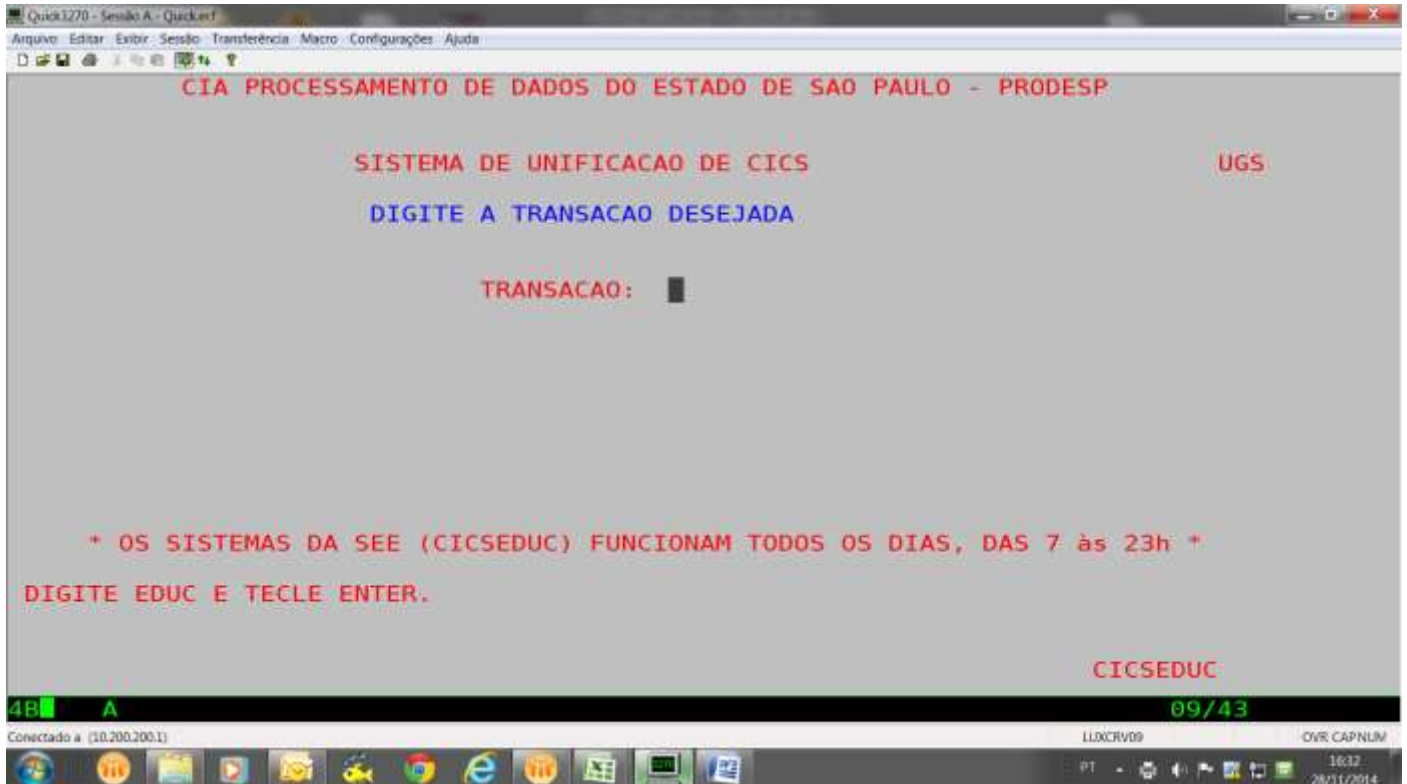 Quick3270 - Sessão A - Quick.ecf
Arquivo Editar Exibir Sessão Transferência Macro Configurações Ajuda
CIA PROCESSAMENTO DE DADOS DO ESTADO DE SAO PAULO - PRODESP
SISTEMA DE UNIFICACAO DE CICS UGS
DIGITE A TRANSACAO DESEJADA
TRANSACAO:
* OS SISTEMAS DA SEE (CICSEDUC) FUNCIONAM TODOS OS DIAS, DAS 7 às 23h *
DIGITE EDUC E TECLE ENTER.
CICSEDUC
4B A 09/43
Conectado a (10.200.200.1) LUXCRV09 OVR CAPNUM
PT 16:32
28/11/2014